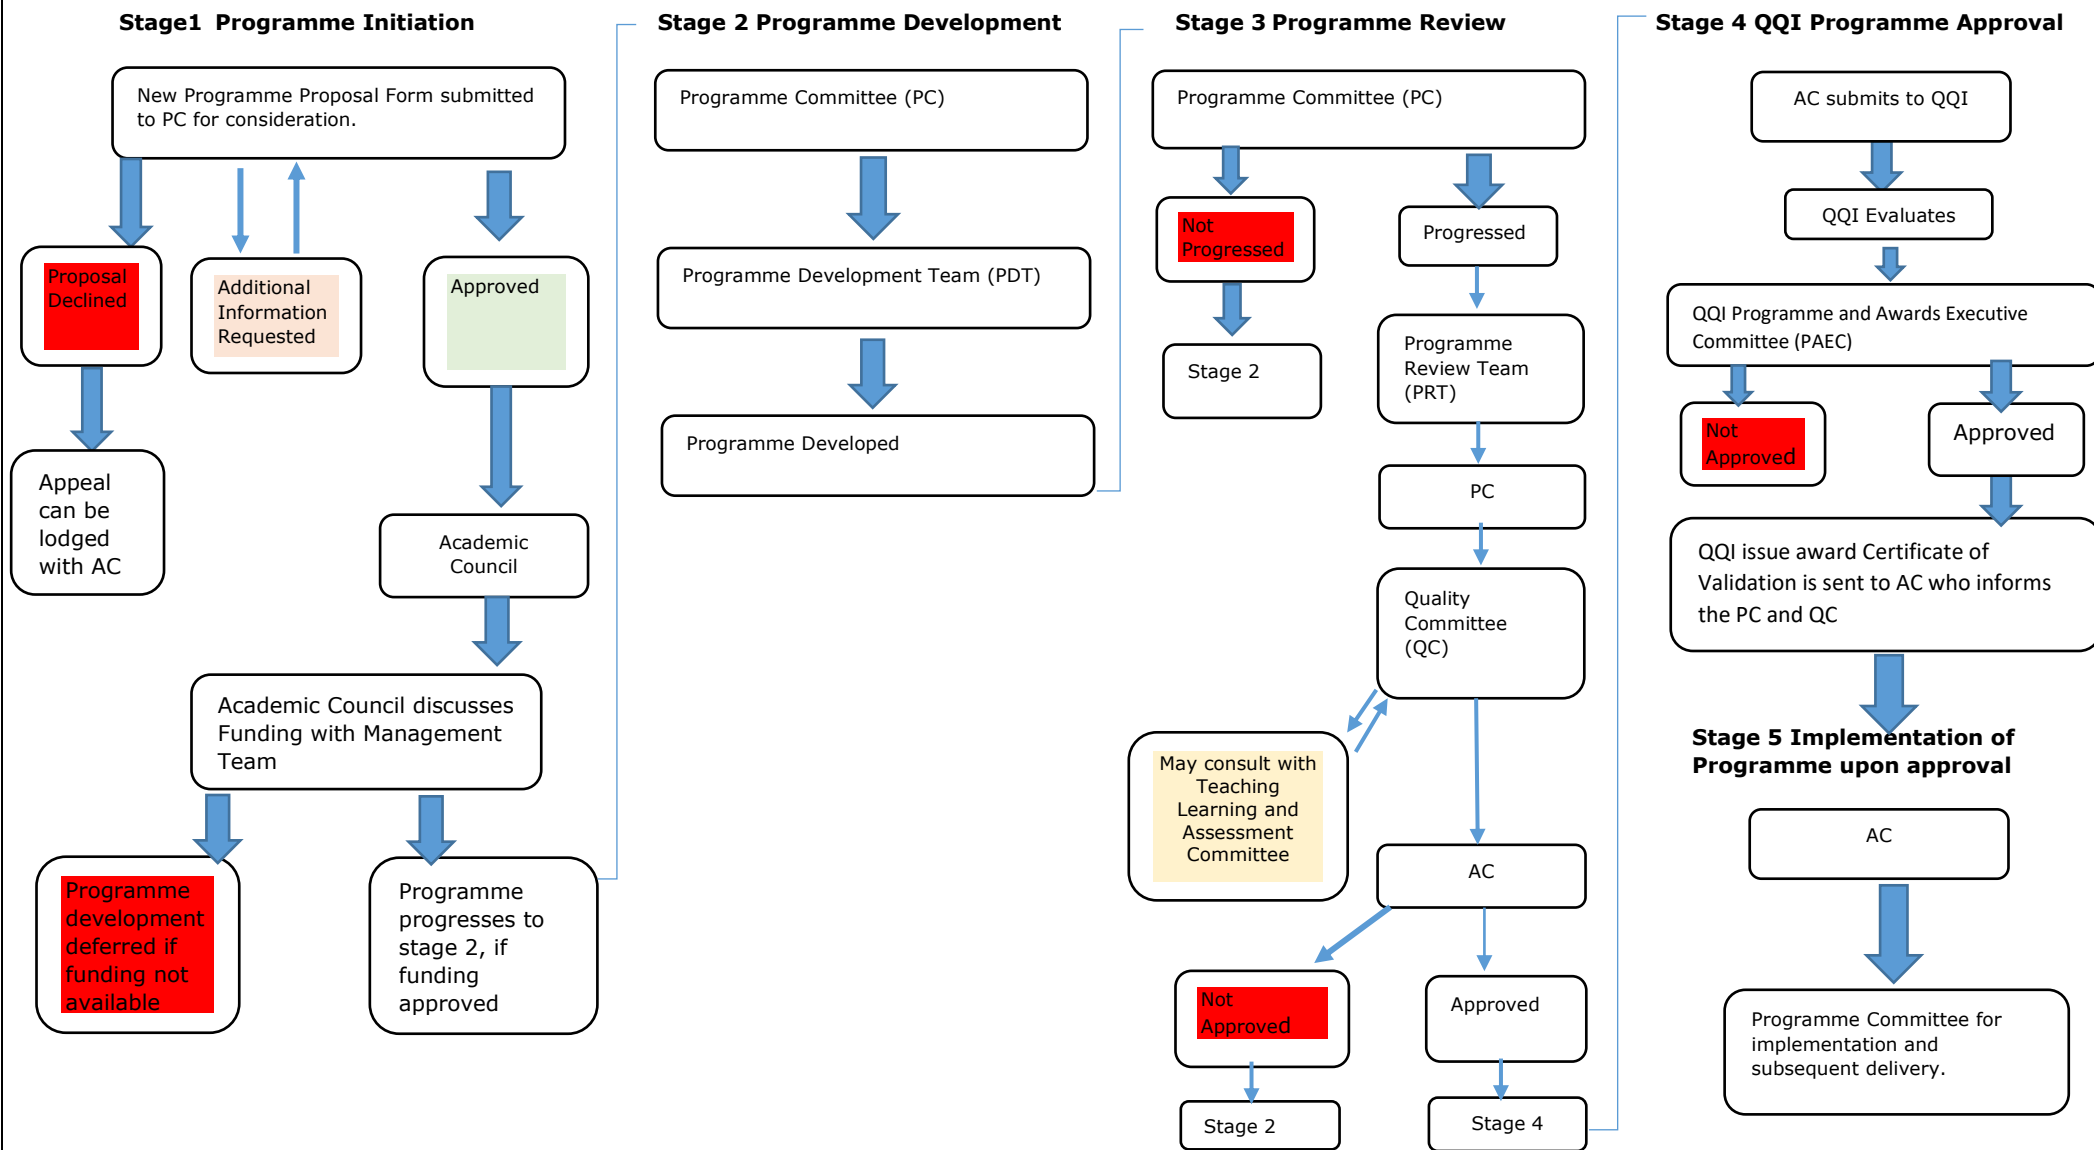 Stage1  Programme Initiation
New Programme Proposal Form submitted
to PC for consideration.
Proposal
Declined
Additional
Information
Requested
Approved
Appeal
can be
lodged
with AC
Academic
Council
Academic Council discusses
Funding with Management
Team
Programme
development
deferred if
funding not
available
Programme
progresses to
stage 2, if
funding
approved
Stage 2 Programme Development
Programme Committee (PC)
Programme Development Team (PDT)
Programme Developed
Stage 3 Programme Review
Programme Committee (PC)
Not
Progressed
Progressed
Stage 2
Programme
Review Team
(PRT)
PC
Quality
Committee
(QC)
May consult with
Teaching
Learning and
Assessment
Committee
AC
Not
Approved
Approved
Stage 2
Stage 4
Stage 4 QQI Programme Approval
AC submits to QQI
QQI Evaluates
QQI Programme and Awards Executive
Committee (PAEC)
Not
Approved
Approved
QQI issue award Certificate of
Validation is sent to AC who informs
the PC and QC
Stage 5 Implementation of
Programme upon approval
AC
Programme Committee for
implementation and
subsequent delivery.